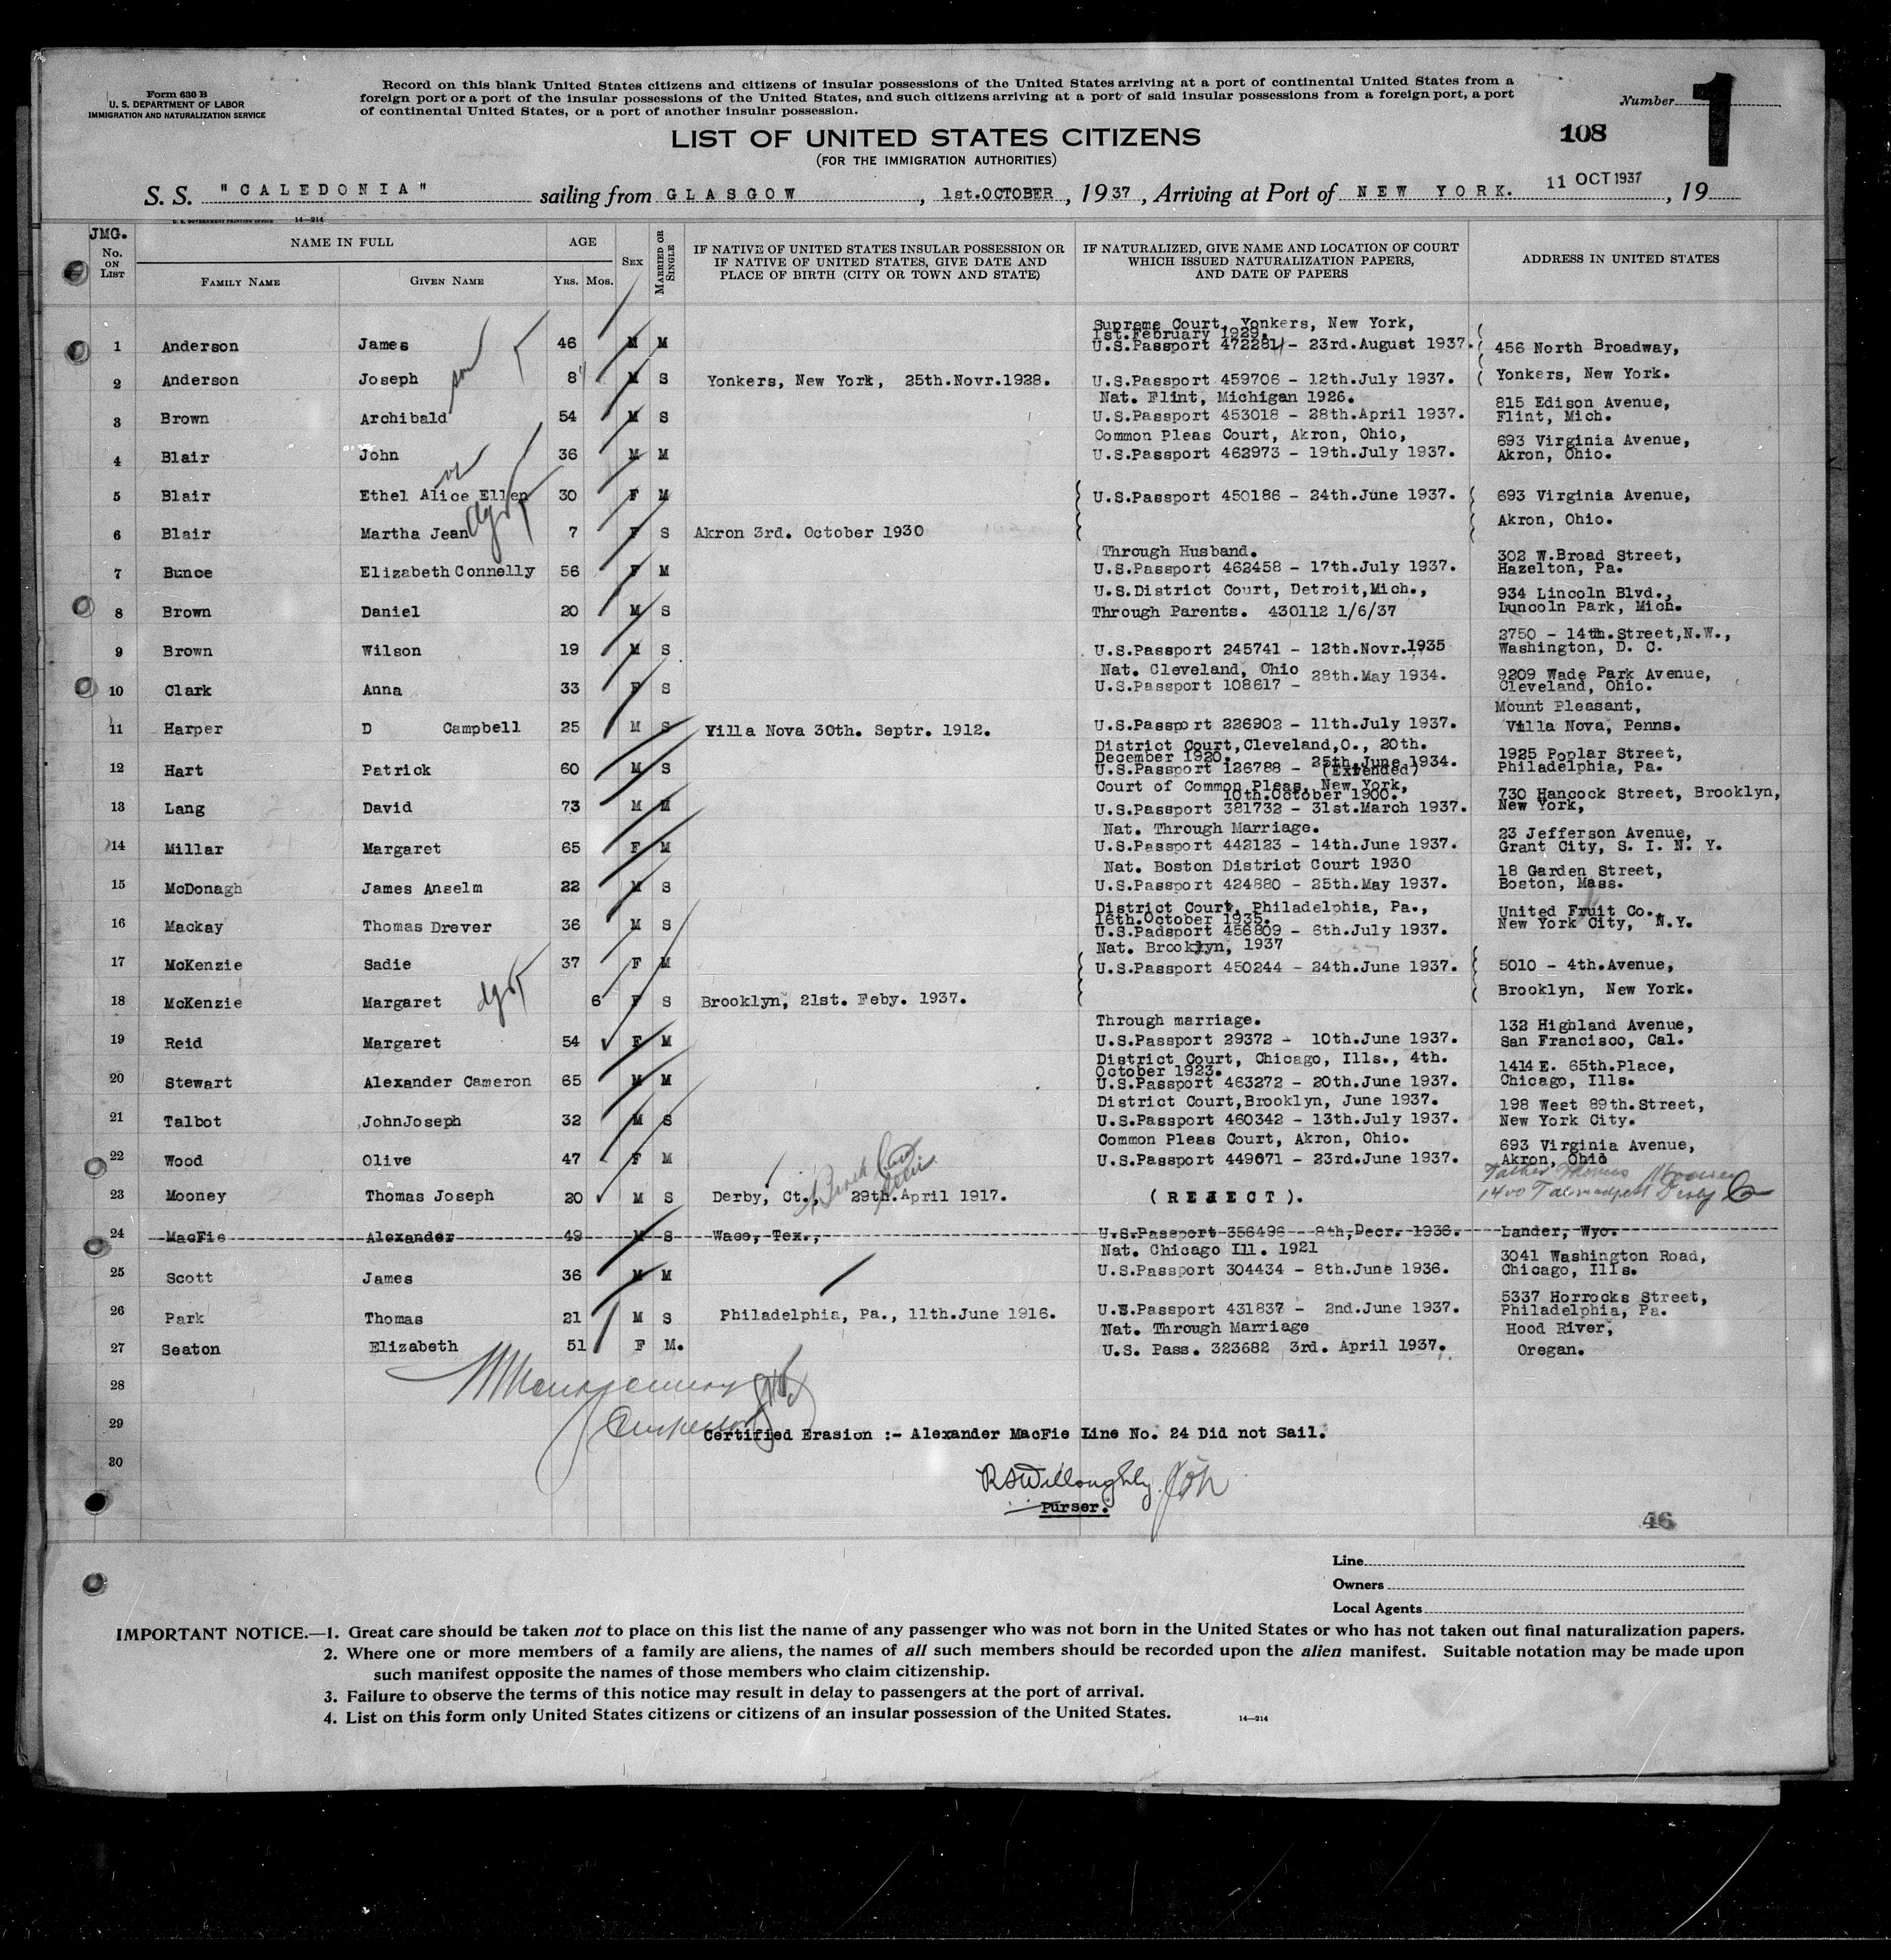 Form 630 B
U. S. DEPARTMENT OF LABOR
IMMIGRATION AND NATURALIZATION SERVICE
Record on this blank United States citizens and citizens of insular possessions of the United States arriving at a port of continental United States from a
foreign port or a port of the insular possessions of the United States, and such citizens arriving at a port of said insular possessions from a foreign port, a port
of continental United States, or a port of another insular possession.
Number 1
108
LIST OF UNITED STATES CITIZENS
(FOR THE IMMIGRATION AUTHORITIES)
S. S. "CALEDONIA" sailing from GLASGOW, 1st.OCTOBER, 1937, Arriving at Port of NEW YORK. 11 OCT 1937, 19
U. S. GOVERNMENT PRINTING OFFICE 14—214
JMG.
No. ON LIST
NAME IN FULL
FAMILY NAME GIVEN NAME
AGE
YRS. MOS.
SEX
MARRIED OR SINGLE
IF NATIVE OF UNITED STATES INSULAR POSSESSION OR
IF NATIVE OF UNITED STATES, GIVE DATE AND
PLACE OF BIRTH (CITY OR TOWN AND STATE)
IF NATURALIZED, GIVE NAME AND LOCATION OF COURT
WHICH ISSUED NATURALIZATION PAPERS,
AND DATE OF PAPERS
ADDRESS IN UNITED STATES
Supreme Court, Yonkers, New York,
1st.February 1929.
1 Anderson James 46 M M U.S.Passport 472281 - 23rd.August 1937. 456 North Broadway,
son
2 Anderson Joseph 8 M S Yonkers, New York, 25th.Novr.1928. U.S.Passport 459706 - 12th.July 1937. Yonkers, New York.
Nat. Flint, Michigan 1926. 815 Edison Avenue,
3 Brown Archibald 54 M S U.S.Passport 453018 - 28th.April 1937. Flint, Mich.
Common Pleas Court, Akron, Ohio, 693 Virginia Avenue,
4 Blair John 36 M M U.S.Passport 462973 - 19th.July 1937. Akron, Ohio.
5 Blair Ethel Alice Ellen 30 F M U.S.Passport 450186 - 24th.June 1937. 693 Virginia Avenue,
Akron, Ohio.
6 Blair Martha Jean 7 F S Akron 3rd. October 1930
Through Husband. 302 W.Broad Street,
7 Bunce Elizabeth Connelly 56 F M U.S.Passport 462458 - 17th.July 1937. Hazelton, Pa.
U.S.District Court, Detroit,Mich., 934 Lincoln Blvd.,
8 Brown Daniel 20 M S Through Parents. 430112 1/6/37 Luncoln Park, Mich.
2750 - 14th.Street,N.W.,
9 Brown Wilson 19 M S U.S.Passport 245741 - 12th.Novr.1935 Washington, D. C.
Nat. Cleveland, Ohio 9209 Wade Park Avenue,
10 Clark Anna 33 F S U.S.Passport 108617 - 28th.May 1934. Cleveland, Ohio.
Mount Pleasant,
11 Harper D Campbell 25 M S Villa Nova 30th. Septr. 1912. U.S.Passport 226902 - 11th.July 1937. Villa Nova, Penns.
District Court,Cleveland,O., 20th.
December 1920. 1925 Poplar Street,
12 Hart Patrick 60 M S U.S.Passport 126788 - 25th.June 1934. (Extended) Philadelphia, Pa.
Court of Common Pleas, New York,
10th.October 1900. 730 Hancock Street, Brooklyn,
13 Lang David 73 M M U.S.Passport 381732 - 31st.March 1937. New York,
Nat. Through Marriage. 23 Jefferson Avenue,
14 Millar Margaret 65 F M U.S.Passport 442123 - 14th.June 1937. Grant City, S. I. N. Y.
Nat. Boston District Court 1930 18 Garden Street,
15 McDonagh James Anselm 22 M S U.S.Passport 424880 - 25th.May 1937. Boston, Mass.
District Court, Philadelphia, Pa.,
16th.October 1935. United Fruit Co.,
16 Mackay Thomas Drever 36 M S U.S.Padsport 456809 - 6th.July 1937. New York City, N.Y.
Nat. Brooklyn, 1937
17 McKenzie Sadie 37 F M U.S.Passport 450244 - 24th.June 1937. 5010 - 4th.Avenue,
Brooklyn, New York.
18 McKenzie Margaret 6 F S Brooklyn, 21st. Feby. 1937.
Through marriage. 132 Highland Avenue,
19 Reid Margaret 54 F M U.S.Passport 29372 - 10th.June 1937. San Francisco, Cal.
District Court, Chicago, Ills., 4th.
October 1923. 1414 E. 65th.Place,
20 Stewart Alexander Cameron 65 M M U.S.Passport 463272 - 20th.June 1937. Chicago, Ills.
District Court,Brooklyn, June 1937. 198 West 89th.Street,
21 Talbot JohnJoseph 32 M S U.S.Passport 460342 - 13th.July 1937. New York City.
Common Pleas Court, Akron, Ohio. 693 Virginia Avenue,
22 Wood Olive 47 F M U.S.Passport 449671 - 23rd.June 1937. Akron, Ohio
Father Thomas Mooney
23 Mooney Thomas Joseph 20 M S Derby, Ct., 29th.April 1917. (REJECT). 1400 Derby
24 MacFie Alexander 49 M S Waco, Tex., U.S.Passport 356496 - 8th,Decr. 1936. Lander, Wyo.
Nat. Chicago Ill. 1921 3041 Washington Road,
25 Scott James 36 M M U.S.Passport 304434 - 8th.June 1936. Chicago, Ills.
5337 Horrocks Street,
26 Park Thomas 21 M S Philadelphia, Pa., 11th.June 1916. U.S.Passport 431837 - 2nd.June 1937. Philadelphia, Pa.
Nat. Through Marriage Hood River,
27 Seaton Elizabeth 51 F M. U.S. Pass. 323682 3rd. April 1937. Oregan.
28
29 Certified Erasion :- Alexander MacFie Line No. 24 Did not Sail.
30
RSWilloughby
Purser.
46
Line
Owners
Local Agents
IMPORTANT NOTICE.—1. Great care should be taken not to place on this list the name of any passenger who was not born in the United States or who has not taken out final naturalization papers.
2. Where one or more members of a family are aliens, the names of all such members should be recorded upon the alien manifest. Suitable notation may be made upon
such manifest opposite the names of those members who claim citizenship.
3. Failure to observe the terms of this notice may result in delay to passengers at the port of arrival.
4. List on this form only United States citizens or citizens of an insular possession of the United States. 14—214